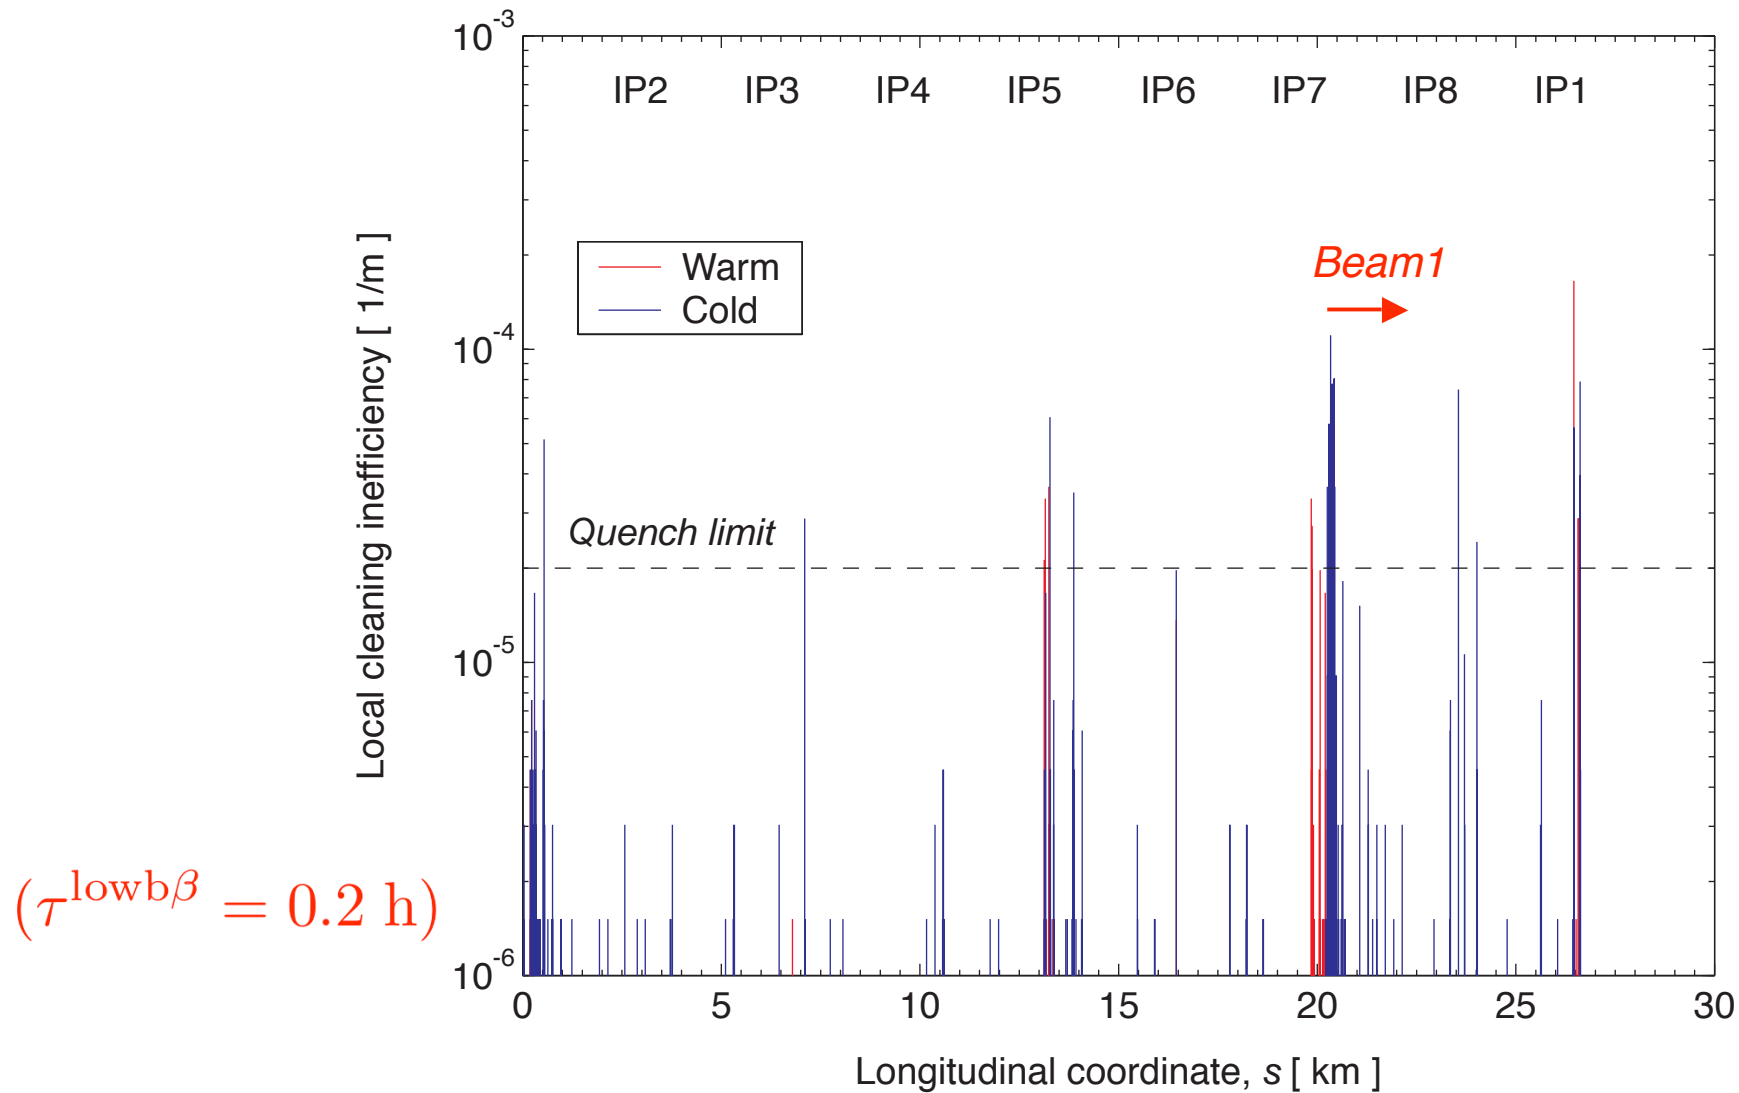 10^-3
IP2 IP3 IP4 IP5 IP6 IP7 IP8 IP1
Warm
Cold
Beam1
10^-4
Quench limit
10^-5
10^-6
Local cleaning inefficiency [ 1/m ]
(τ^lowbβ = 0.2 h)
0 5 10 15 20 25 30
Longitudinal coordinate, s [ km ]